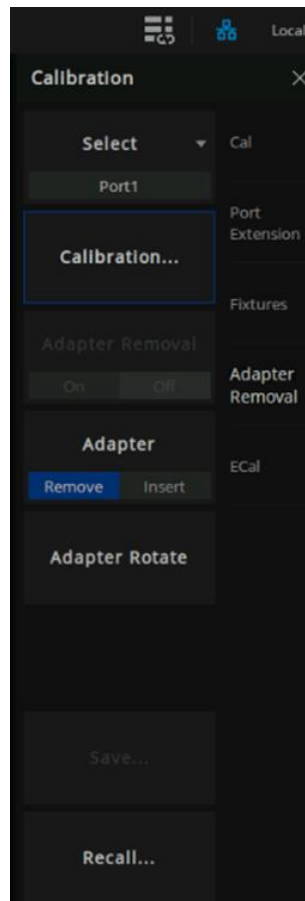 Local
Calibration
Select
Port1
Calibration...
Adapter Removal
On Off
Adapter
Remove Insert
Adapter Rotate
Save...
Recall...
Cal
Port
Extension
Fixtures
Adapter
Removal
ECal